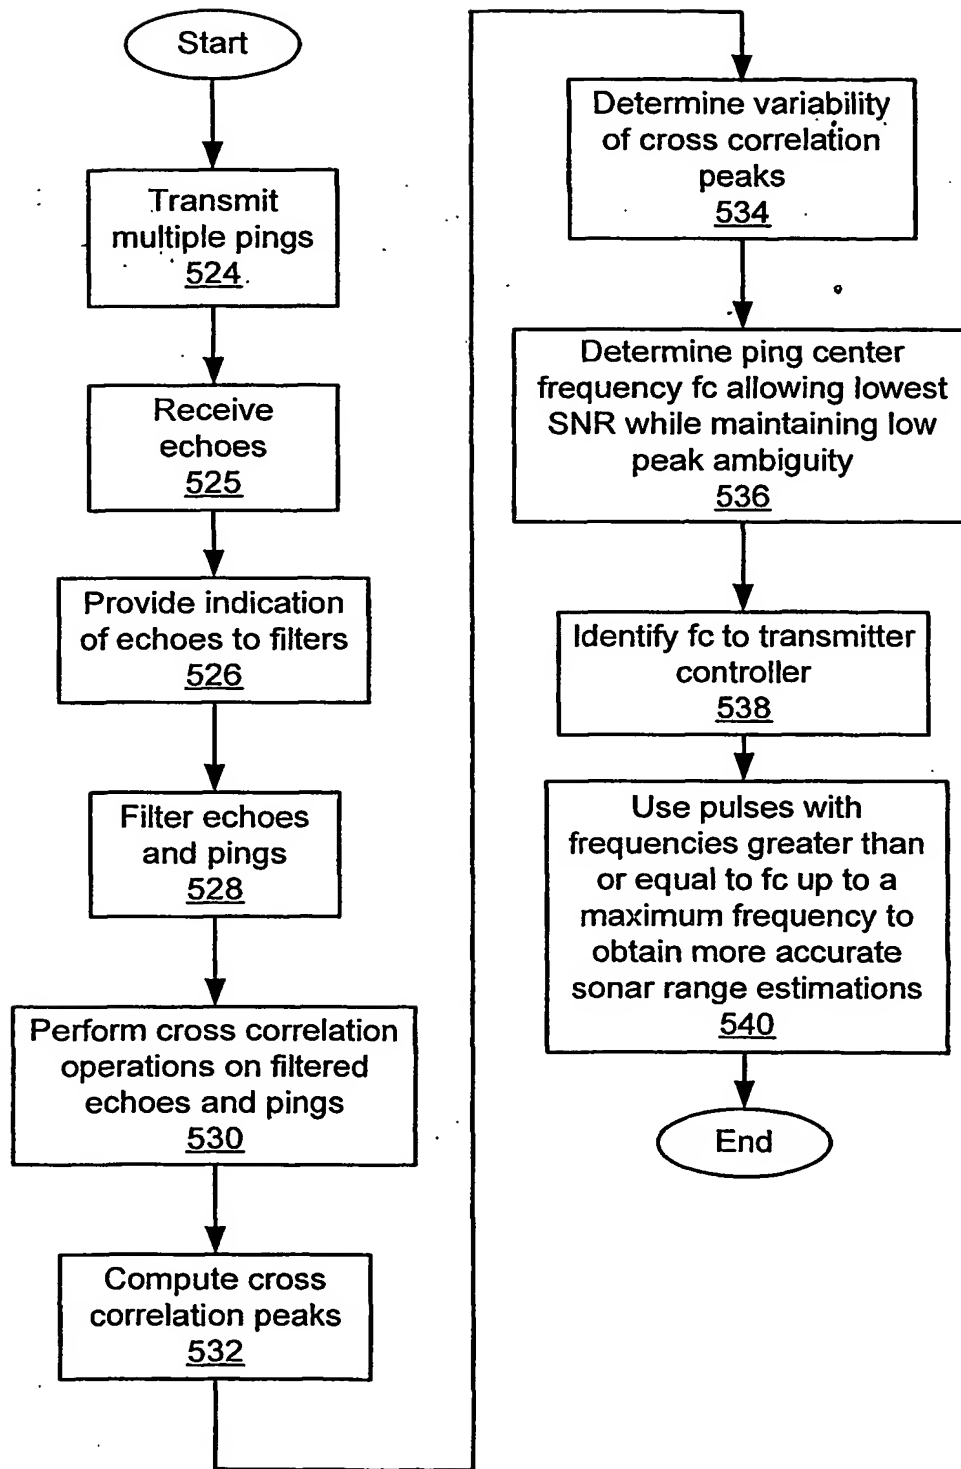 Start
Transmit
multiple pings
524
Receive
echoes
525
Provide indication
of echoes to filters
526
Filter echoes
and pings
528
Perform cross correlation
operations on filtered
echoes and pings
530
Compute cross
correlation peaks
532
Determine variability
of cross correlation
peaks
534
Determine ping center
frequency fc allowing lowest
SNR while maintaining low
peak ambiguity
536
Identify fc to transmitter
controller
538
Use pulses with
frequencies greater than
or equal to fc up to a
maximum frequency to
obtain more accurate
sonar range estimations
540
End